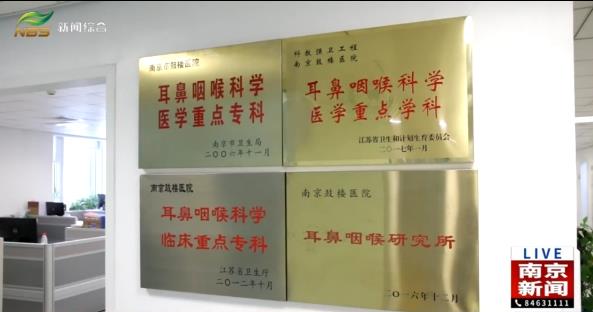 NBS 新闻综合
南京市鼓楼医院
耳鼻咽喉科学
医学重点专科
南京市卫生局
二〇〇六年十一月
科教强卫工程
南京鼓楼医院
耳鼻咽喉科学
医学重点学科
江苏省卫生和计划生育委员会
二〇一七年一月
南京鼓楼医院
耳鼻咽喉科学
临床重点专科
江苏省卫生厅
二〇一二年十月
南京鼓楼医院
耳鼻咽喉研究所
二〇一六年十二月
LIVE
南京
新闻
84631111